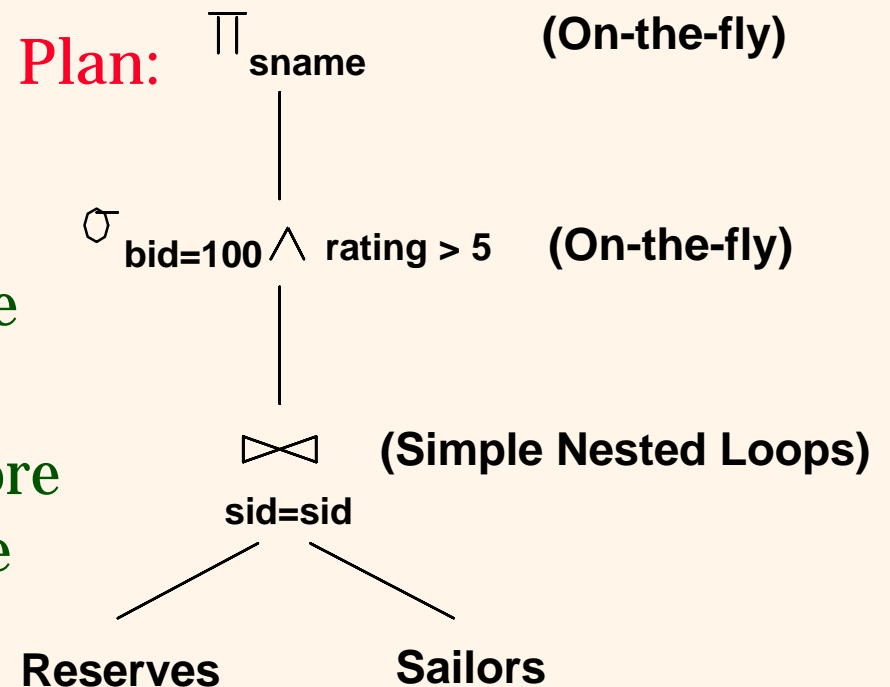 Plan:
π sname (On-the-fly)
σ bid=100 ∧ rating > 5 (On-the-fly)
e
⋈ (Simple Nested Loops)
ore
sid=sid
e
Reserves Sailors